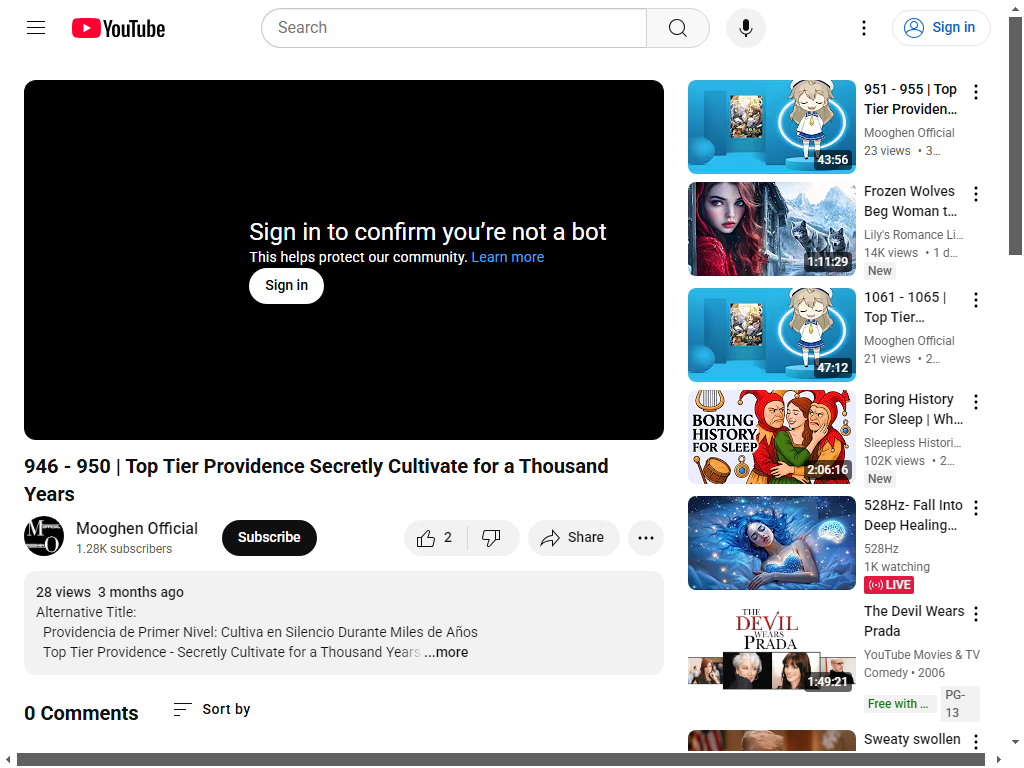 YouTube
Search
Sign in
Sign in to confirm you're not a bot
This helps protect our community. Learn more
Sign in
946 - 950 | Top Tier Providence Secretly Cultivate for a Thousand
Years
Mooghen Official
1.28K subscribers
Subscribe
2
Share
28 views 3 months ago
Alternative Title:
Providencia de Primer Nivel: Cultiva en Silencio Durante Miles de Años
Top Tier Providence - Secretly Cultivate for a Thousand Years ...more
0 Comments
Sort by
43:56
951 - 955 | Top
Tier Providen...
Mooghen Official
23 views • 3...
1:11:29
Frozen Wolves
Beg Woman t...
Lily's Romance Li...
14K views • 1 d...
New
47:12
1061 - 1065 |
Top Tier...
Mooghen Official
21 views • 2...
BORING
HISTORY
FOR SLEEP
2:06:16
Boring History
For Sleep | Wh...
Sleepless Histori...
102K views • 2...
New
528Hz- Fall Into
Deep Healing...
528Hz
1K watching
LIVE
THE
DEVIL
WEARS
PRADA
1:49:21
The Devil Wears
Prada
YouTube Movies & TV
Comedy • 2006
Free with ...
PG-
13
Sweaty swollen